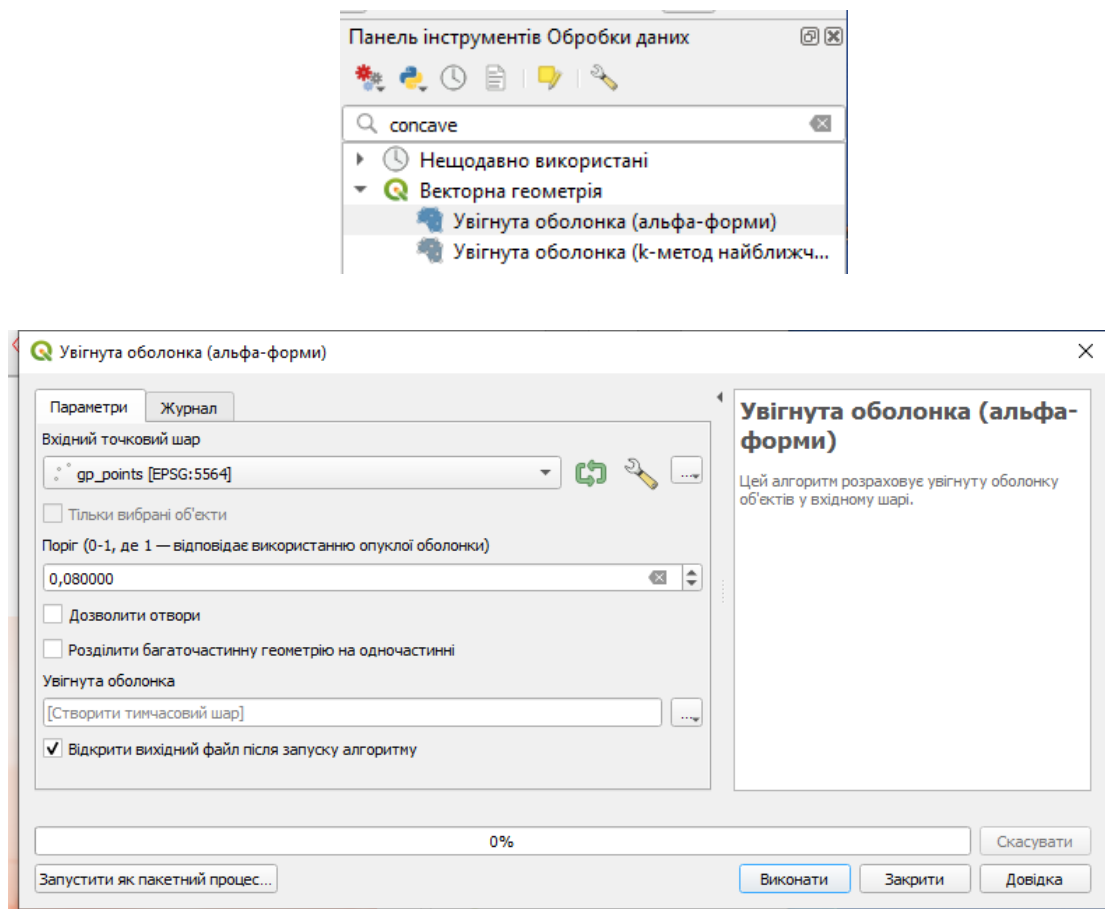 Панель інструментів Обробки даних
concave
Нещодавно використані
Векторна геометрія
Увігнута оболонка (альфа-форми)
Увігнута оболонка (k-метод найближч...
Увігнута оболонка (альфа-форми)
Параметри
Журнал
Вхідний точковий шар
gp_points [EPSG:5564]
...
Тільки вибрані об'єкти
Поріг (0-1, де 1 — відповідає використанню опуклої оболонки)
0,080000
Дозволити отвори
Розділити багаточастинну геометрію на одночастинні
Увігнута оболонка
[Створити тимчасовий шар]
...
Відкрити вихідний файл після запуску алгоритму
Увігнута оболонка (альфа-
форми)
Цей алгоритм розраховує увігнуту оболонку
об'єктів у вхідному шарі.
0%
Скасувати
Запустити як пакетний процес...
Виконати
Закрити
Довідка